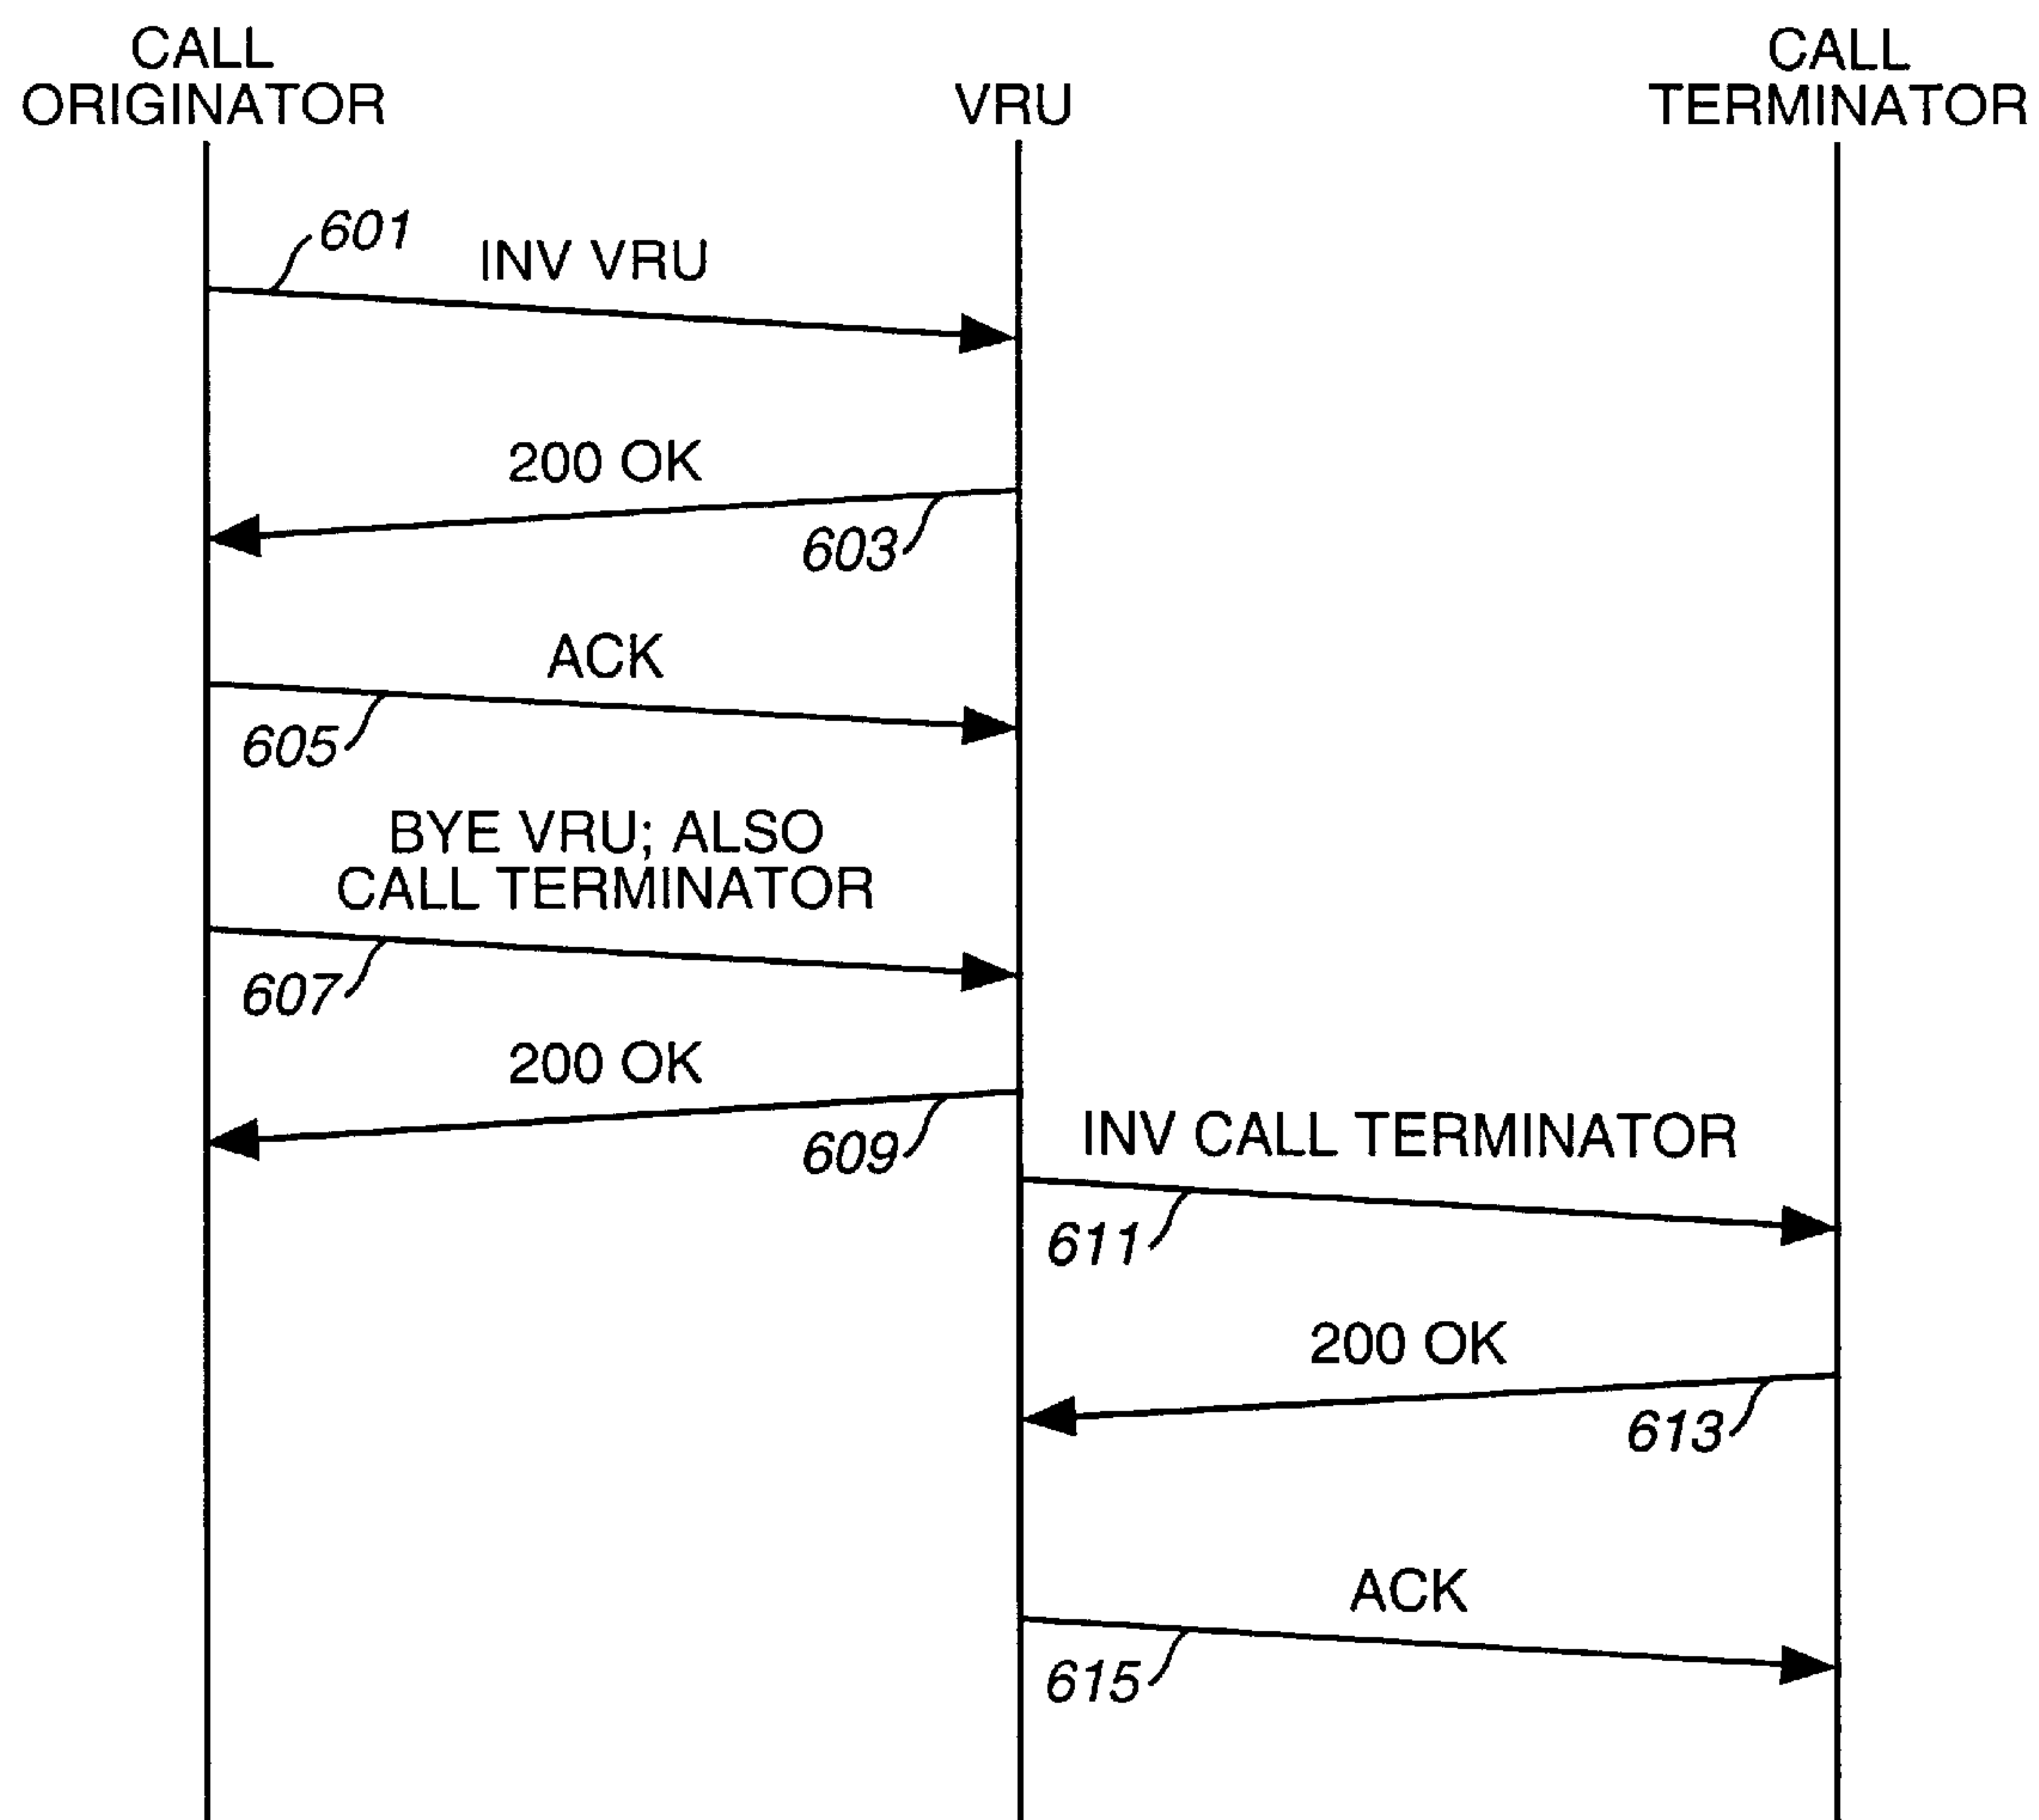 CALL
ORIGINATOR
VRU
CALL
TERMINATOR
601
INV VRU
200 OK
603
ACK
605
BYE VRU; ALSO
CALL TERMINATOR
607
200 OK
609
INV CALL TERMINATOR
611
200 OK
613
ACK
615